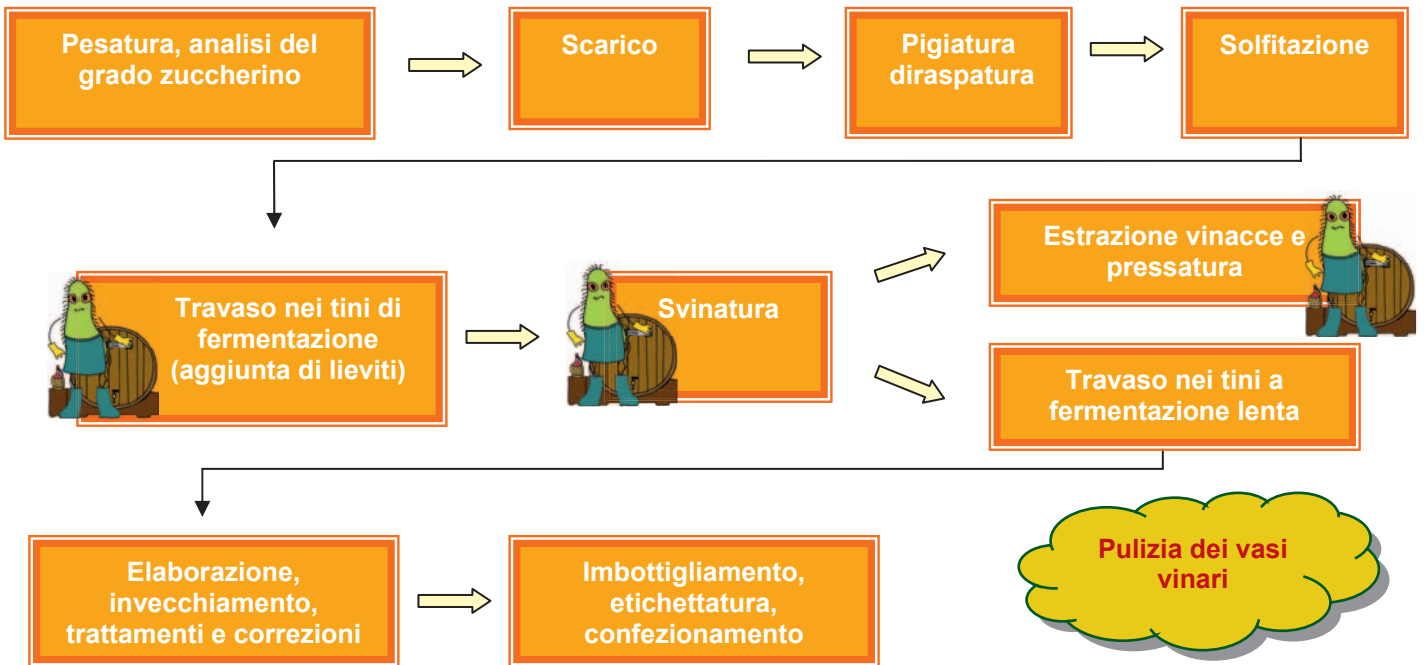 Pesatura, analisi del
grado zuccherino
Scarico
Pigiatura
diraspatura
Solfitazione
Travaso nei tini di
fermentazione
(aggiunta di lieviti)
Svinatura
Estrazione vinacce e
pressatura
Travaso nei tini a
fermentazione lenta
Elaborazione,
invecchiamento,
trattamenti e correzioni
Imbottigliamento,
etichettatura,
confezionamento
Pulizia dei vasi
vinari